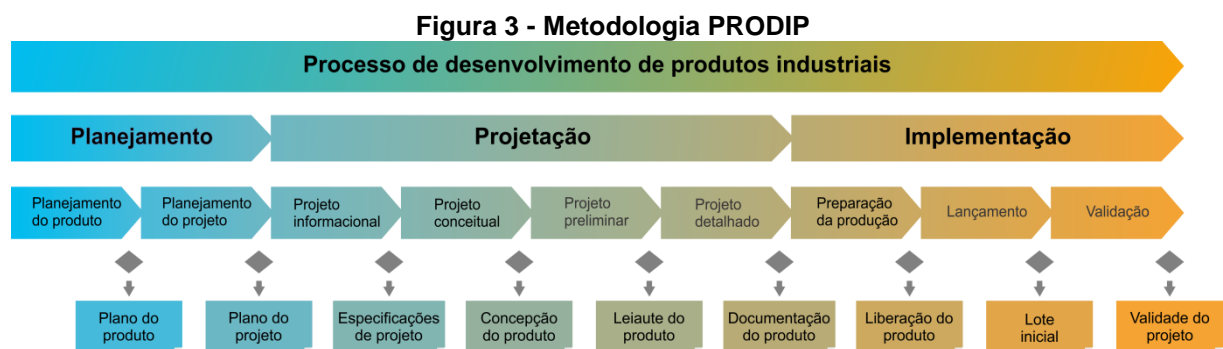 Figura 3 - Metodologia PRODIP
Processo de desenvolvimento de produtos industriais
Planejamento
Projetação
Implementação
Planejamento
do produto
Planejamento
do projeto
Projeto
informacional
Projeto
conceitual
Projeto
preliminar
Projeto
detalhado
Preparação
da produção
Lançamento
Validação
Plano do
produto
Plano do
projeto
Especificações
de projeto
Concepção
do produto
Leiaute do
produto
Documentação
do produto
Liberação do
produto
Lote
inicial
Validade do
projeto